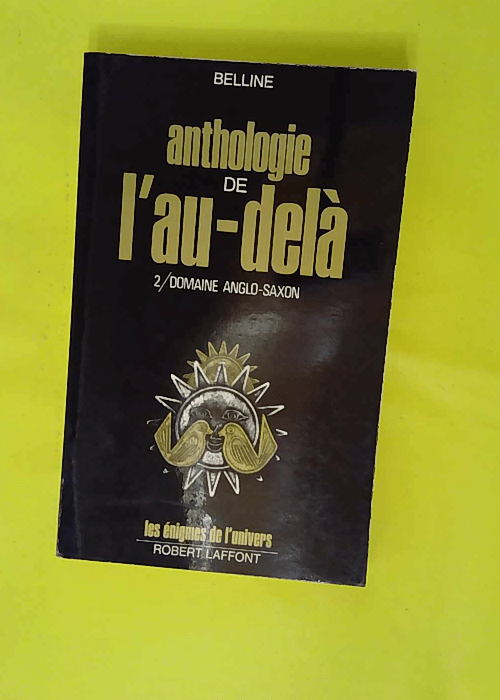 BELLINE
anthologie
DE
l'au-delà
2/DOMAINE ANGLO-SAXON
les énigmes de l'univers
ROBERT LAFFONT